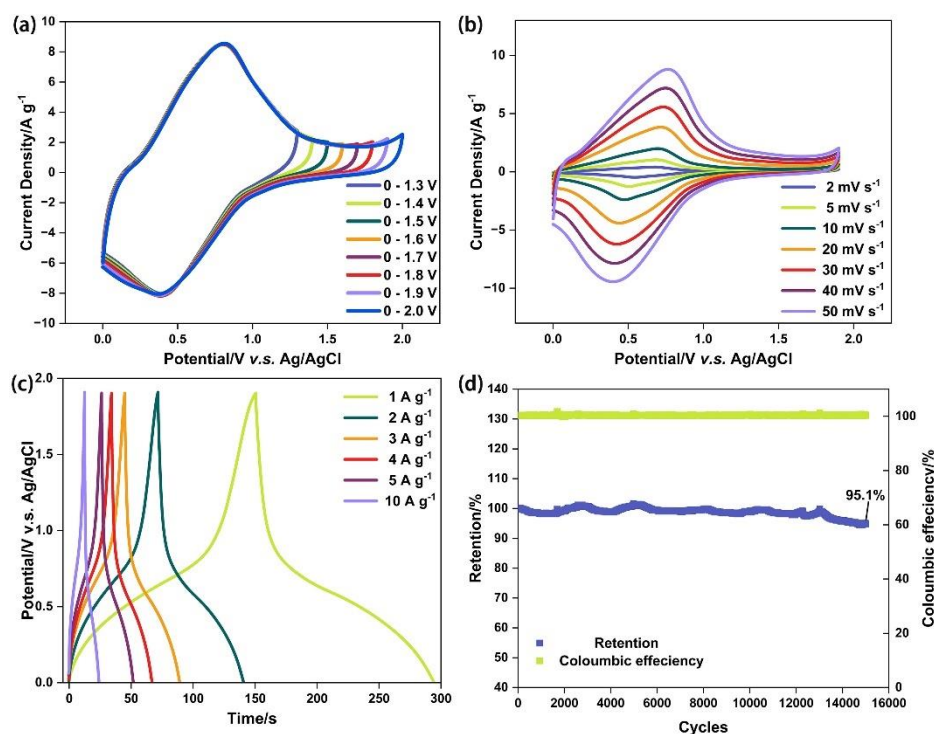 (a)
10
8
6
4
2
0
−2
−4
−6
−8
−10
Current Density/A g-1
0 - 1.3 V
0 - 1.4 V
0 - 1.5 V
0 - 1.6 V
0 - 1.7 V
0 - 1.8 V
0 - 1.9 V
0 - 2.0 V
0.0 0.5 1.0 1.5 2.0
Potential/V v.s. Ag/AgCl
(b)
10
5
0
−5
−10
Current Density/A g-1
2 mV s-1
5 mV s-1
10 mV s-1
20 mV s-1
30 mV s-1
40 mV s-1
50 mV s-1
0.0 0.5 1.0 1.5 2.0
Potential/V v.s. Ag/AgCl
(c)
2.0
1.5
1.0
0.5
0.0
Potential/V v.s. Ag/AgCl
1 A g-1
2 A g-1
3 A g-1
4 A g-1
5 A g-1
10 A g-1
0 50 100 150 200 250 300
Time/s
(d)
140
130
120
110
100
90
80
70
60
50
40
Retention/%
95.1%
Retention
Coloumbic effeciency
100
80
60
40
20
0
Coloumbic effeciency/%
0 2000 4000 6000 8000 10000 12000 14000 16000
Cycles